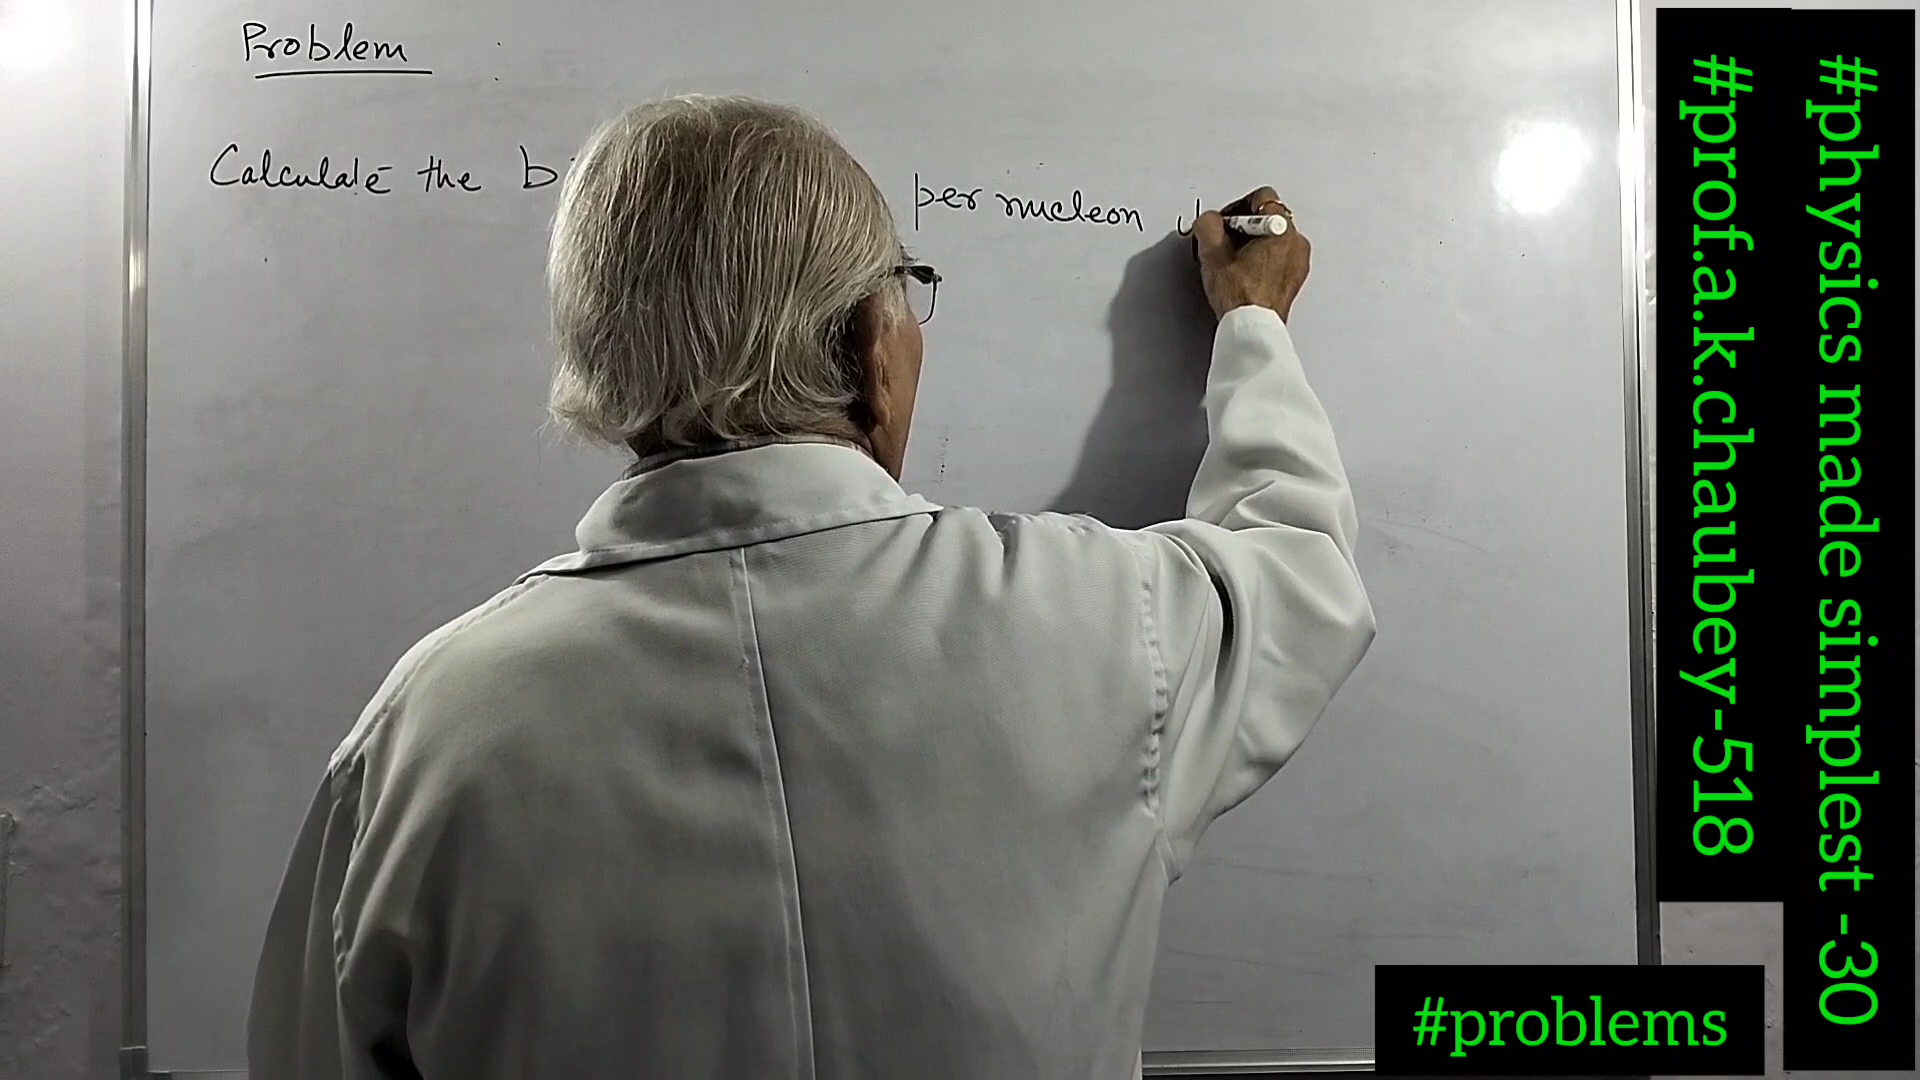 Problem
Calculate the per nucleon
#physics made simplest -30
#prof.a.k.chaubey-518
#problems